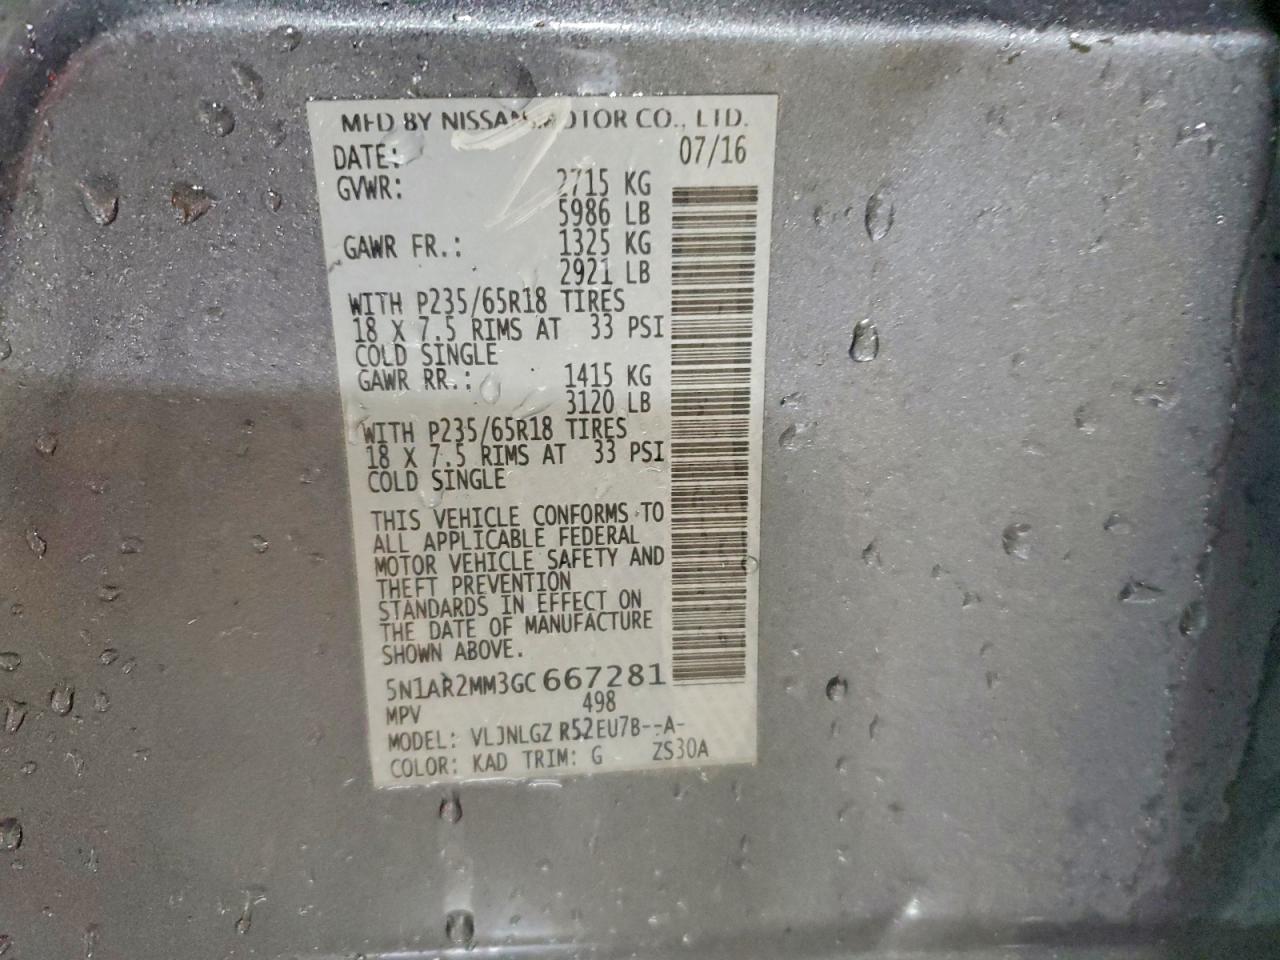 MFD BY NISSAN MOTOR CO., LTD.
DATE: 07/16
GVWR: 2715 KG
5986 LB
GAWR FR.: 1325 KG
2921 LB
WITH P235/65R18 TIRES
18 X 7.5 RIMS AT 33 PSI
COLD SINGLE
GAWR RR.: 1415 KG
3120 LB
WITH P235/65R18 TIRES
18 X 7.5 RIMS AT 33 PSI
COLD SINGLE
THIS VEHICLE CONFORMS TO
ALL APPLICABLE FEDERAL
MOTOR VEHICLE SAFETY AND
THEFT PREVENTION
STANDARDS IN EFFECT ON
THE DATE OF MANUFACTURE
SHOWN ABOVE.
5N1AR2MM3GC667281
MPV 498
MODEL: VLJNLGZ R52EU7B--A-
COLOR: KAD TRIM: G ZS30A